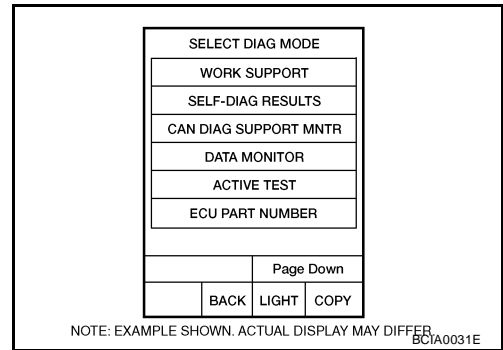 SELECT DIAG MODE
WORK SUPPORT
SELF-DIAG RESULTS
CAN DIAG SUPPORT MNTR
DATA MONITOR
ACTIVE TEST
ECU PART NUMBER
Page Down
BACK LIGHT COPY
NOTE: EXAMPLE SHOWN. ACTUAL DISPLAY MAY DIFFER.
BCIA0031E